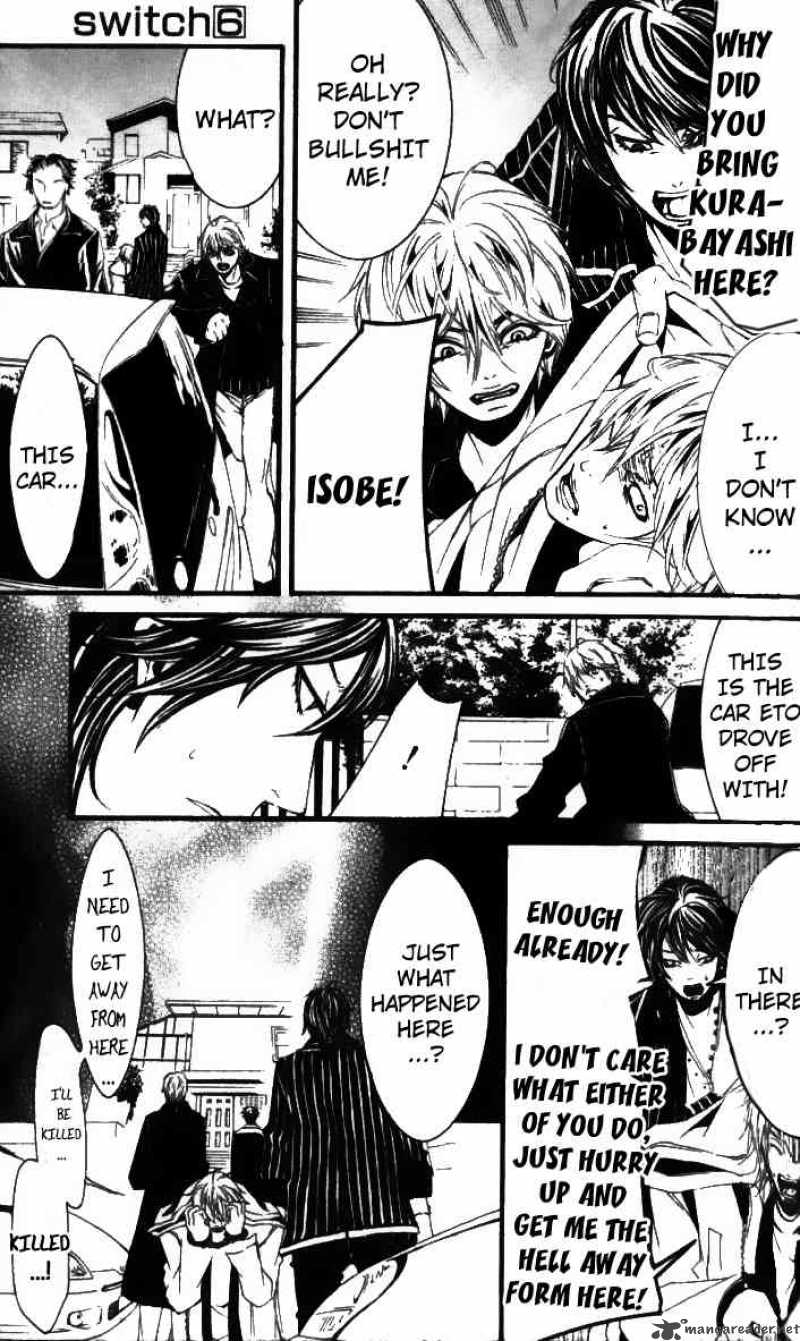 switch6
WHY
DID
YOU
BRING
KURA-
BAYASHI
HERE?
OH
REALLY?
DON'T
BULLSHIT
ME!
I...
I
DON'T
KNOW
...
ISOBE!
WHAT?
THIS
CAR...
THIS
IS THE
CAR ETO
DROVE
OFF
WITH!
!
IN
THERE
...?
ENOUGH
ALREADY!
I DON'T CARE
WHAT EITHER
OF YOU DO,
JUST HURRY
UP AND
GET ME THE
HELL AWAY
FORM HERE!
JUST
WHAT
HAPPENED
HERE
...?
I
NEED
TO
GET
AWAY
FROM
HERE
...
I'LL
BE
KILLED
...
KILLED
...!
mangareader.net